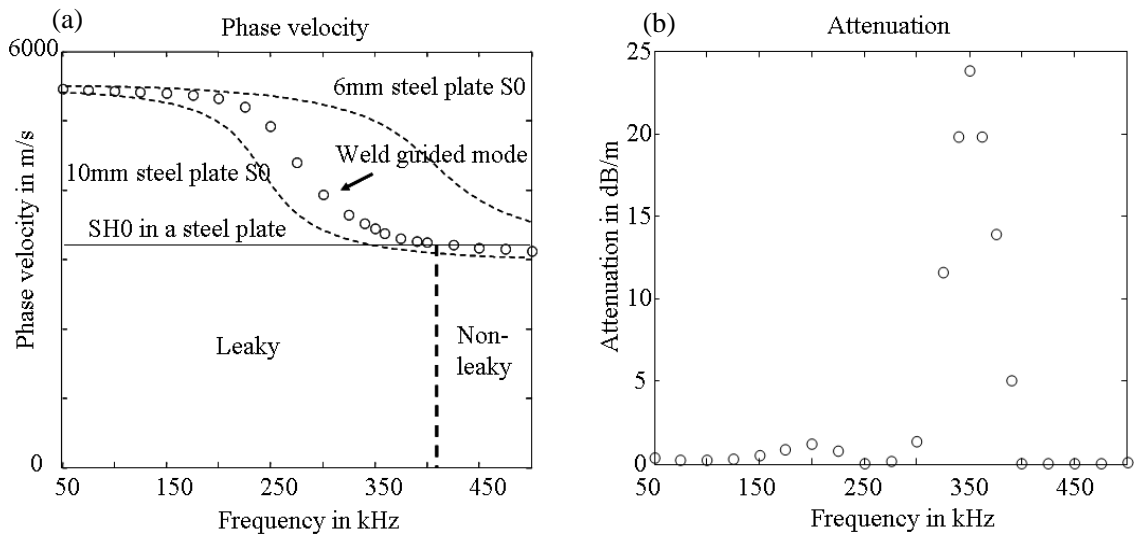 (a)
Phase velocity
6000
6mm steel plate S0
Weld guided mode
10mm steel plate S0
SH0 in a steel plate
Leaky
Non-
leaky
0
50
150
250
350
450
Phase velocity in m/s
Frequency in kHz
(b)
Attenuation
25
20
15
10
5
0
50
150
250
350
450
Attenuation in dB/m
Frequency in kHz